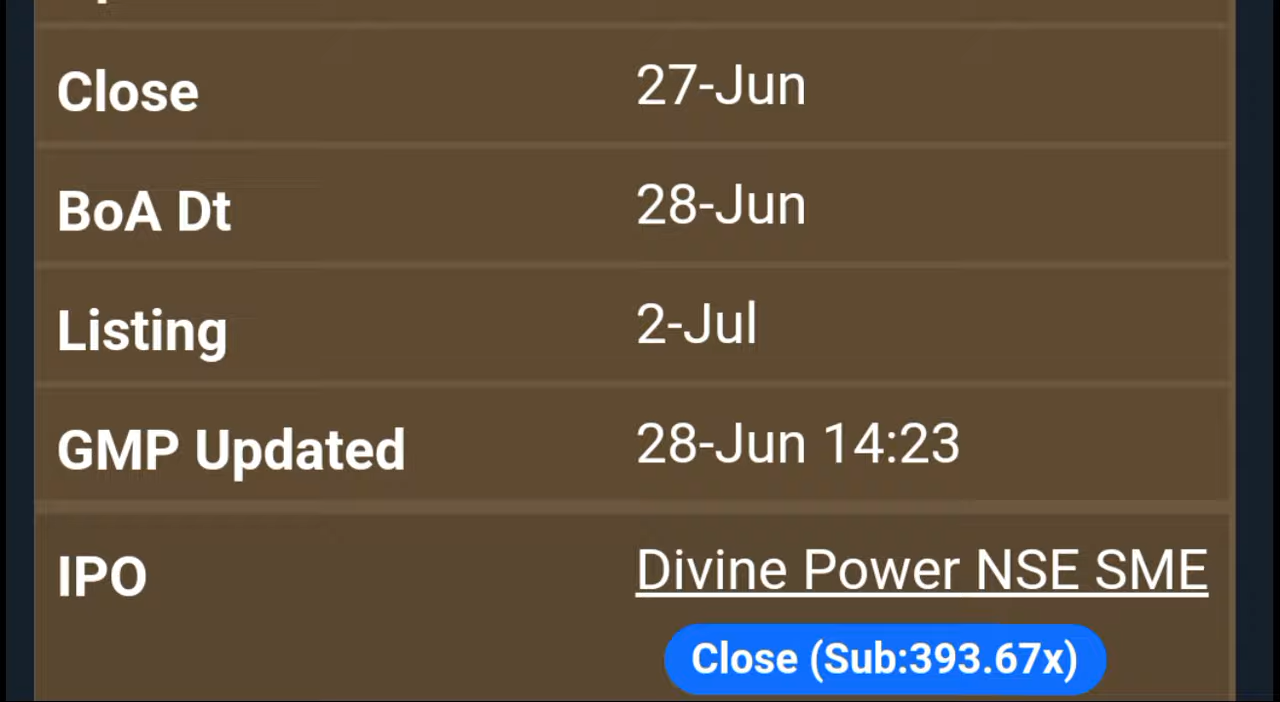 Close 27-Jun
BoA Dt 28-Jun
Listing 2-Jul
GMP Updated 28-Jun 14:23
IPO Divine Power NSE SME
Close (Sub:393.67x)